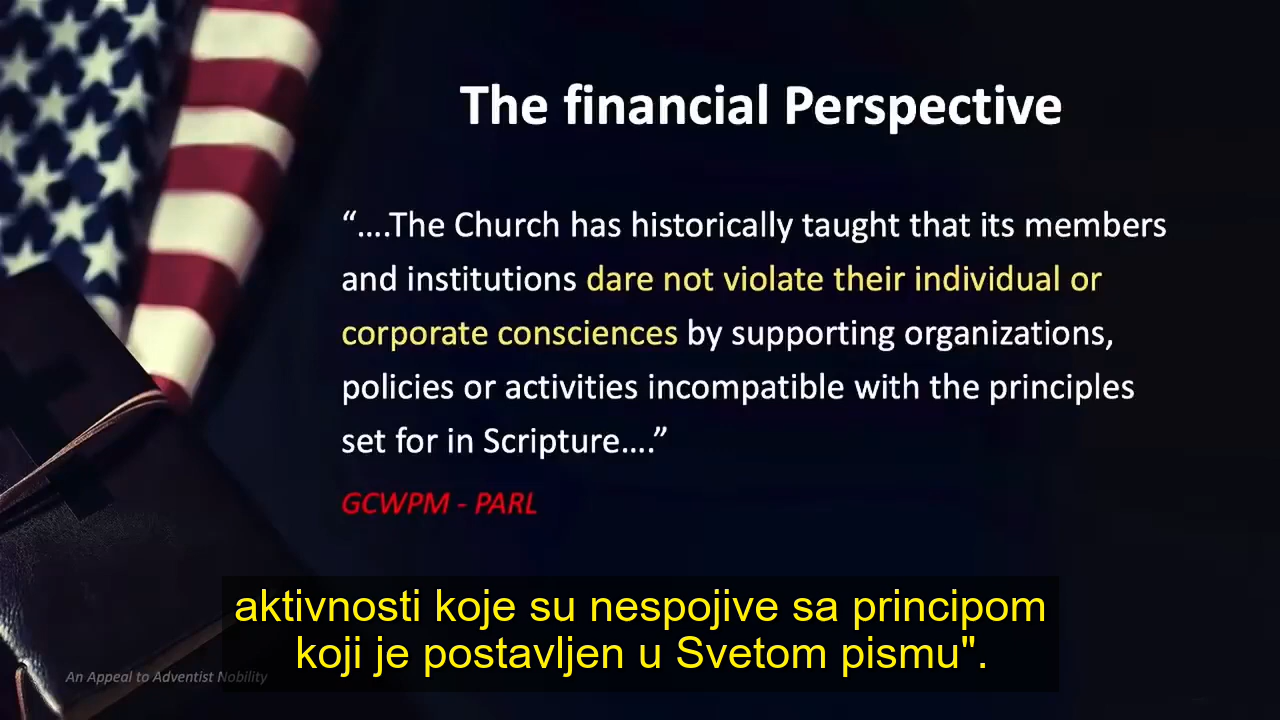 The financial Perspective
“....The Church has historically taught that its members
and institutions dare not violate their individual or
corporate consciences by supporting organizations,
policies or activities incompatible with the principles
set for in Scripture....”
GCWPM - PARL
aktivnosti koje su nespojive sa principom
koji je postavljen u Svetom pismu".
An Appeal to Adventist Nobility